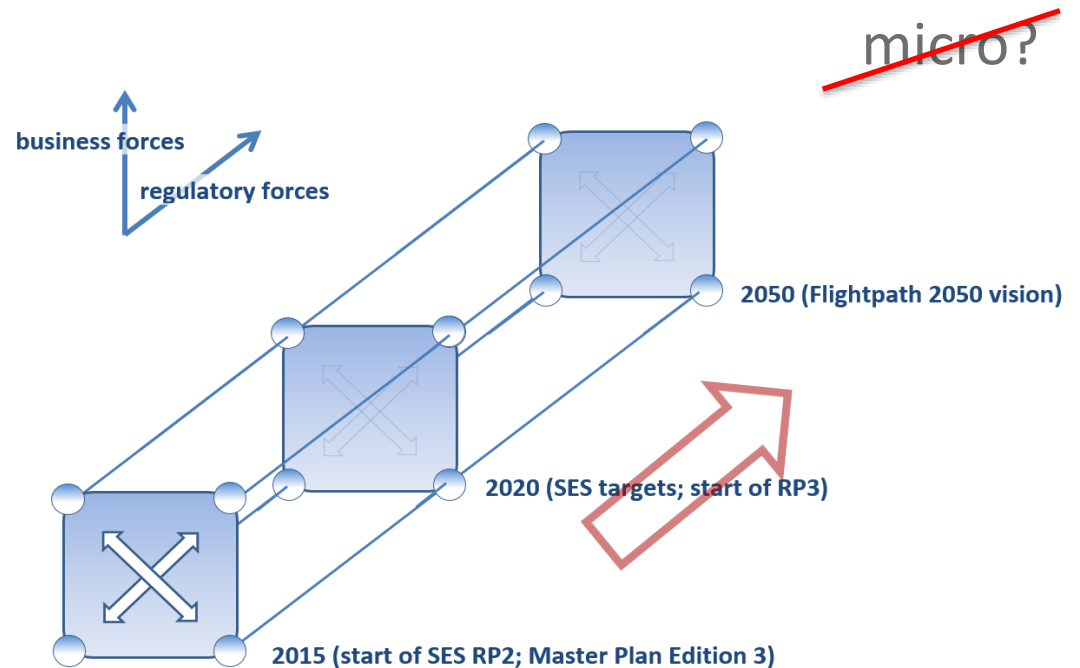 micro?
business forces
regulatory forces
2050 (Flightpath 2050 vision)
2020 (SES targets; start of RP3)
2015 (start of SES RP2; Master Plan Edition 3)